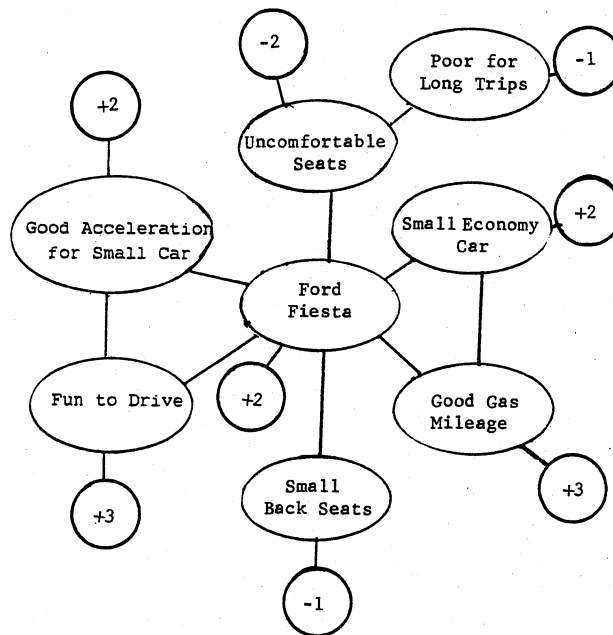 -2
Poor for
Long Trips
-1
+2
Uncomfortable
Seats
Good Acceleration
for Small Car
Small Economy
Car
+2
Ford
Fiesta
Fun to Drive
+2
Good Gas
Mileage
+3
Small
Back Seats
+3
-1